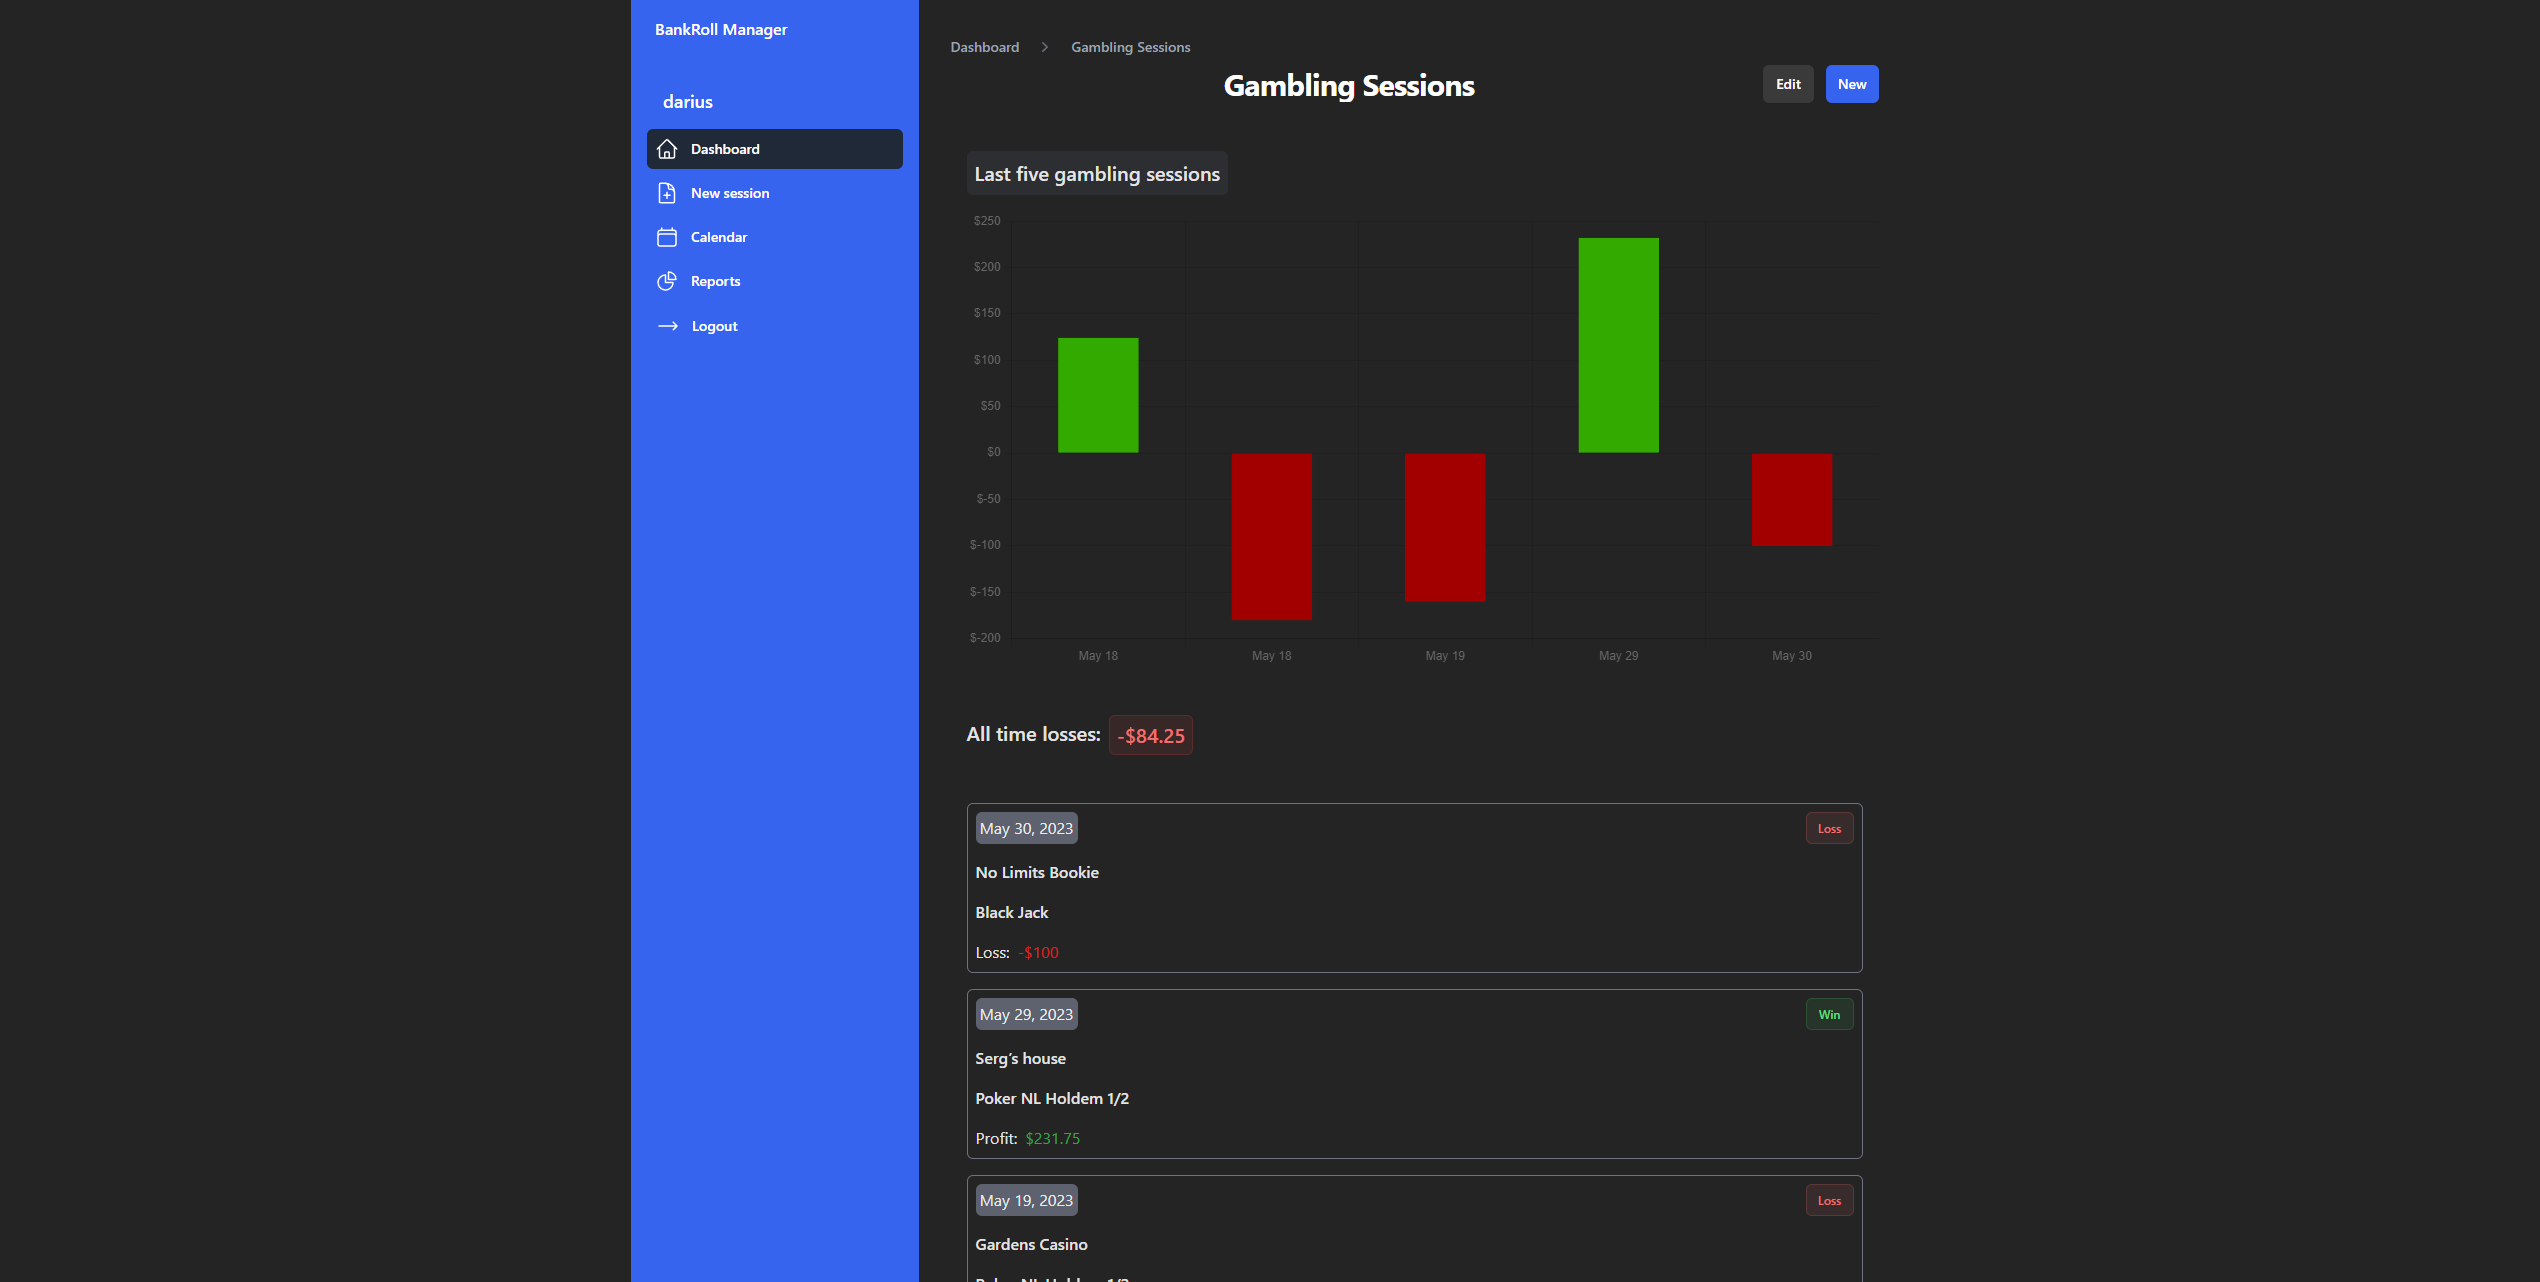 BankRoll Manager
darius
Dashboard
New session
Calendar
Reports
Logout
Dashboard > Gambling Sessions
Gambling Sessions
Edit
New
Last five gambling sessions
$250
$200
$150
$100
$50
$0
$-50
$-100
$-150
$-200
May 18 May 18 May 19 May 29 May 30
All time losses: -$84.25
May 30, 2023 Loss
No Limits Bookie
Black Jack
Loss: -$100
May 29, 2023 Win
Serg's house
Poker NL Holdem 1/2
Profit: $231.75
May 19, 2023 Loss
Gardens Casino